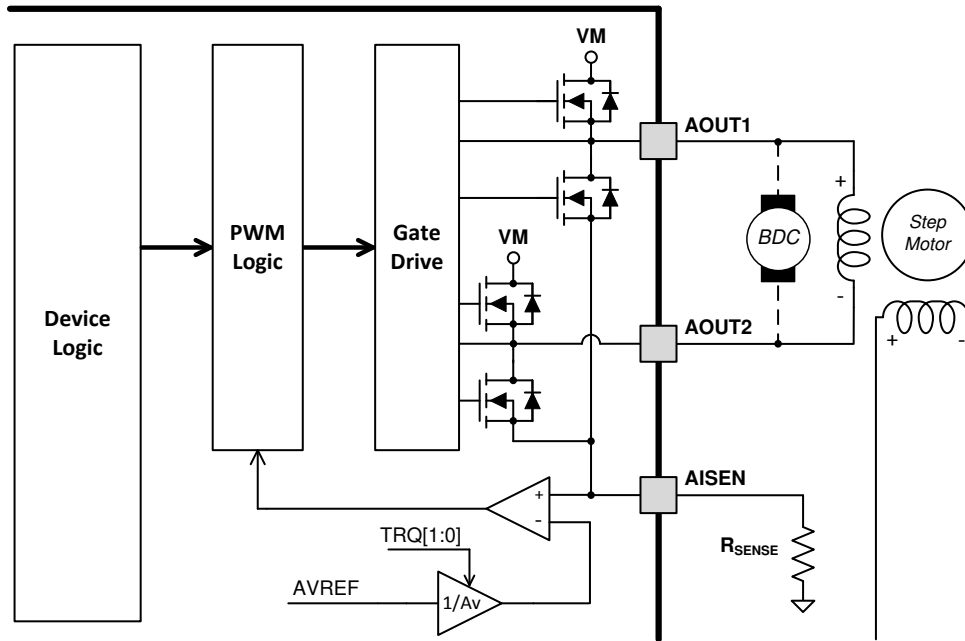 VM
AOUT1
+
BDC
Step
Motor
-
PWM
Logic
Gate
Drive
VM
Device
Logic
AOUT2
+
-
AISEN
+
-
TRQ[1:0]
RSENSE
AVREF
1/Av